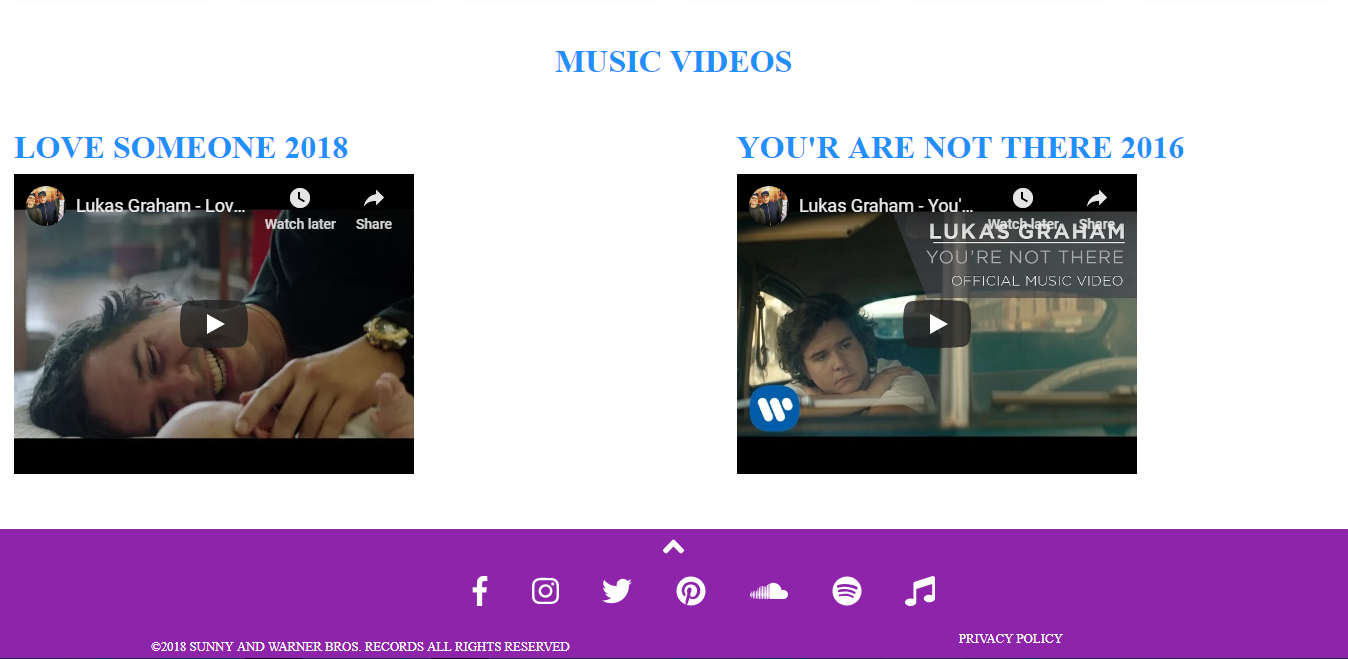 MUSIC VIDEOS
LOVE SOMEONE 2018
Lukas Graham - Lov...
Watch later
Share
YOU'R ARE NOT THERE 2016
Lukas Graham - You'...
Watch later
Share
LUKAS GRAHAM
YOU'RE NOT THERE
OFFICIAL MUSIC VIDEO
©2018 SUNNY AND WARNER BROS. RECORDS ALL RIGHTS RESERVED
PRIVACY POLICY